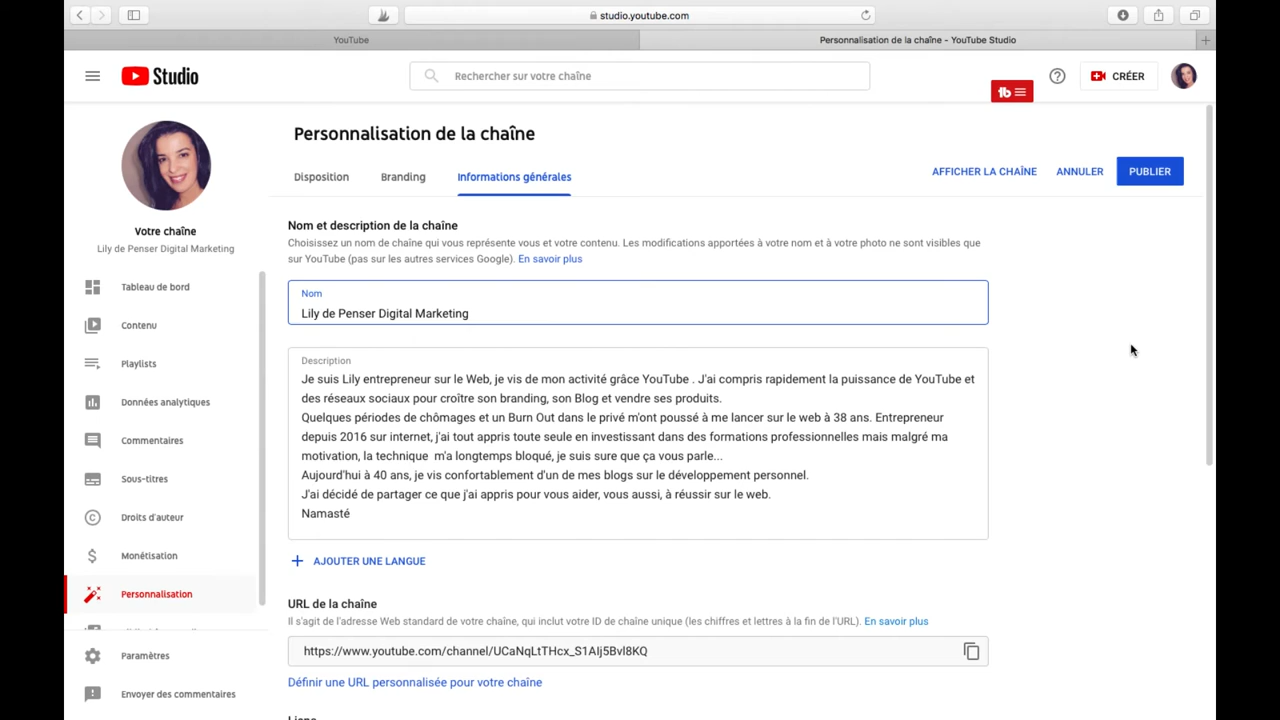 studio.youtube.com
YouTube
Personnalisation de la chaîne - YouTube Studio
Studio
Rechercher sur votre chaîne
tb
CRÉER
Personnalisation de la chaîne
Disposition
Branding
Informations générales
AFFICHER LA CHAÎNE
ANNULER
PUBLIER
Votre chaîne
Lily de Penser Digital Marketing
Tableau de bord
Contenu
Playlists
Données analytiques
Commentaires
Sous-titres
Droits d'auteur
Monétisation
Personnalisation
Paramètres
Envoyer des commentaires
Nom et description de la chaîne
Choisissez un nom de chaîne qui vous représente vous et votre contenu. Les modifications apportées à votre nom et à votre photo ne sont visibles que
sur YouTube (pas sur les autres services Google). En savoir plus
Nom
Lily de Penser Digital Marketing
Description
Je suis Lily entrepreneur sur le Web, je vis de mon activité grâce YouTube . J'ai compris rapidement la puissance de YouTube et
des réseaux sociaux pour croître son branding, son Blog et vendre ses produits.
Quelques périodes de chômages et un Burn Out dans le privé m'ont poussé à me lancer sur le web à 38 ans. Entrepreneur
depuis 2016 sur internet, j'ai tout appris toute seule en investissant dans des formations professionnelles mais malgré ma
motivation, la technique  m'a longtemps bloqué, je suis sure que ça vous parle...
Aujourd'hui à 40 ans, je vis confortablement d'un de mes blogs sur le développement personnel.
J'ai décidé de partager ce que j'ai appris pour vous aider, vous aussi, à réussir sur le web.
Namasté
AJOUTER UNE LANGUE
URL de la chaîne
Il s'agit de l'adresse Web standard de votre chaîne, qui inclut votre ID de chaîne unique (les chiffres et lettres à la fin de l'URL). En savoir plus
https://www.youtube.com/channel/UCaNqLtTHcx_S1AIj5BvI8KQ
Définir une URL personnalisée pour votre chaîne